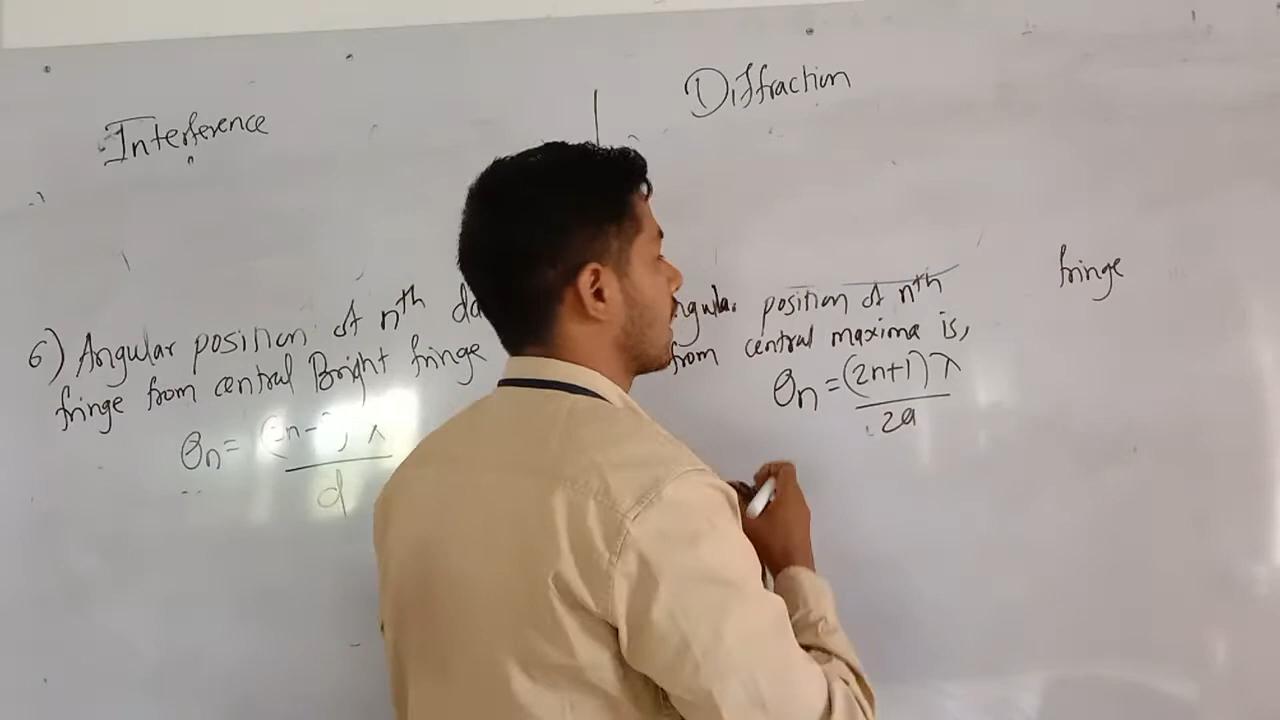 Interference
Diffraction
6) Angular position of nth
fringe from central Bright fringe
θn =
d
position of nth fringe
from central maxima is,
θn = (2n+1) λ
2a